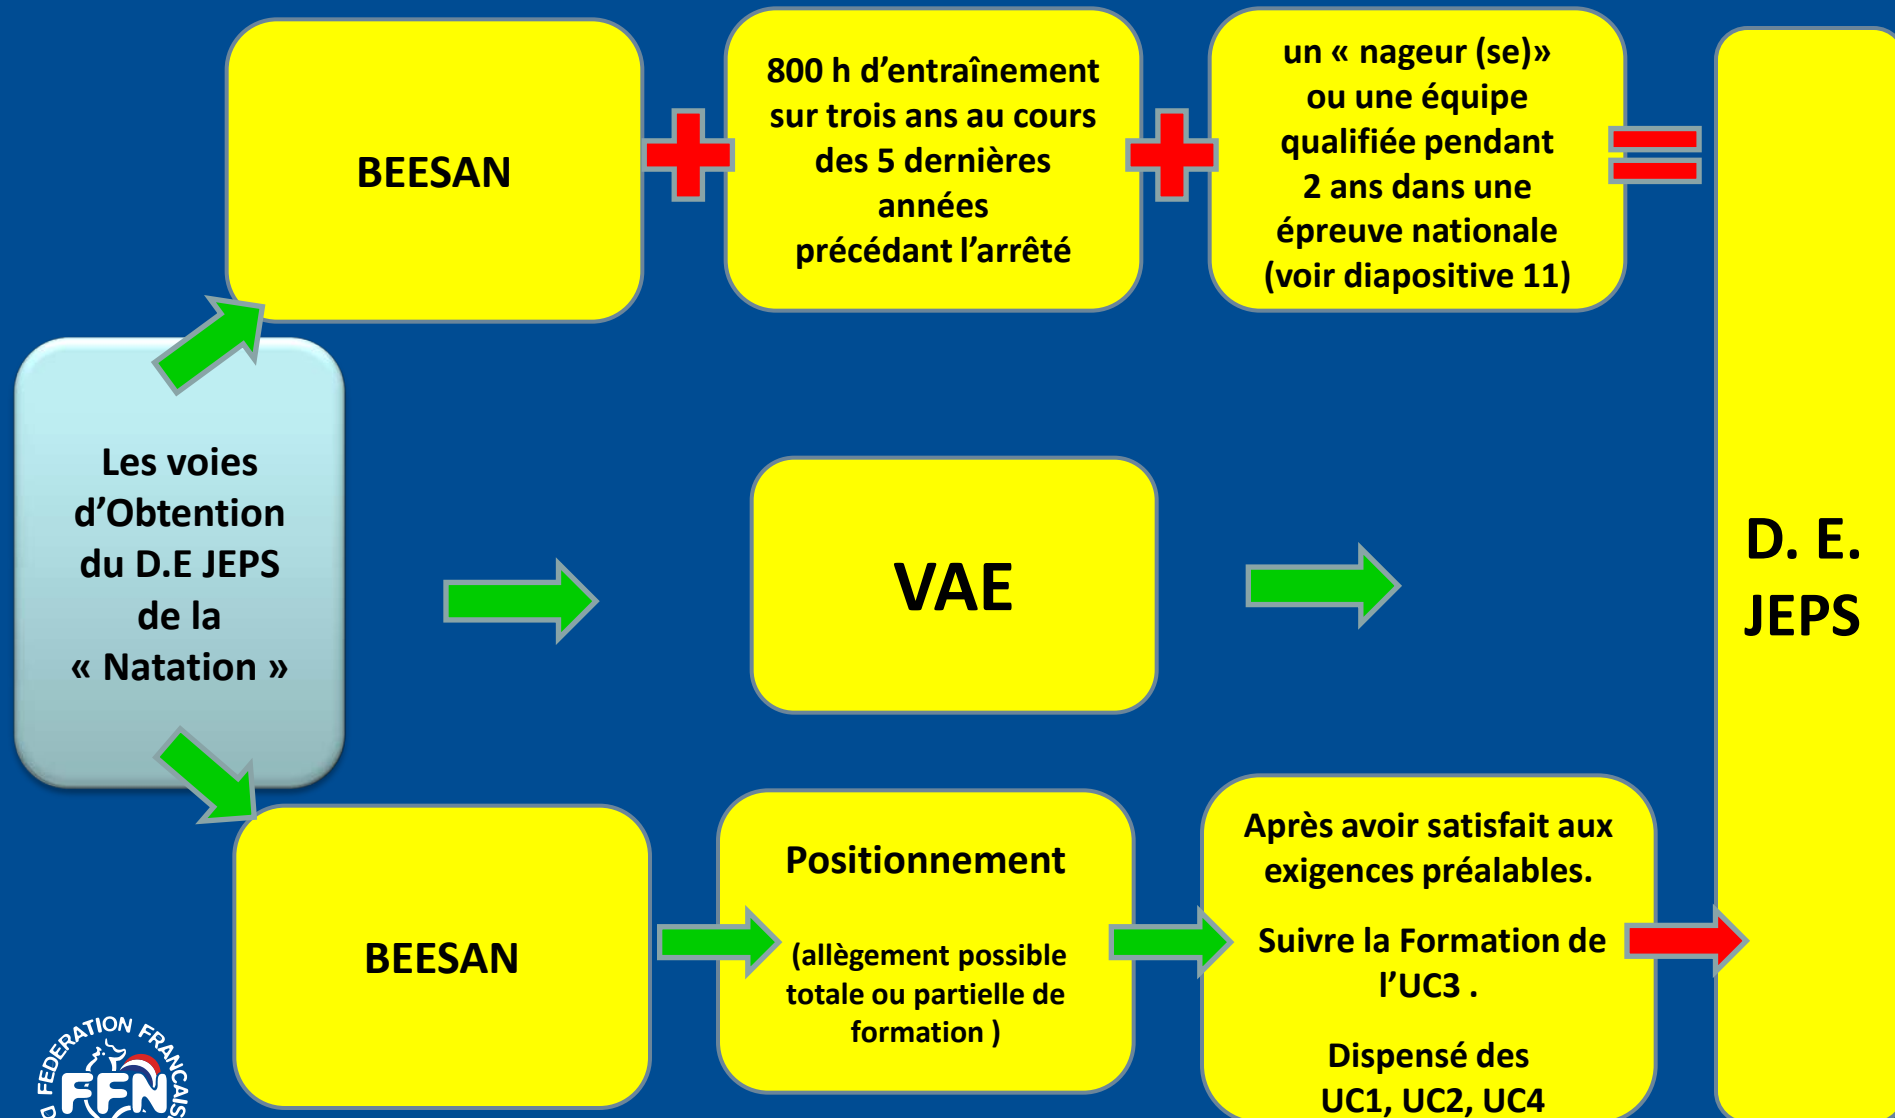 BEESAN
800 h d’entraînement
sur trois ans au cours
des 5 dernières
années
précédant l’arrêté
un « nageur (se)»
ou une équipe
qualifiée pendant
2 ans dans une
épreuve nationale
(voir diapositive 11)
Les voies
d’Obtention
du D.E JEPS
de la
« Natation »
VAE
D. E.
JEPS
BEESAN
Positionnement
(allègement possible
totale ou partielle de
formation )
Après avoir satisfait aux
exigences préalables.
Suivre la Formation de
l’UC3 .
Dispensé des
UC1, UC2, UC4
FEDERATION FRANCAISE
FFN